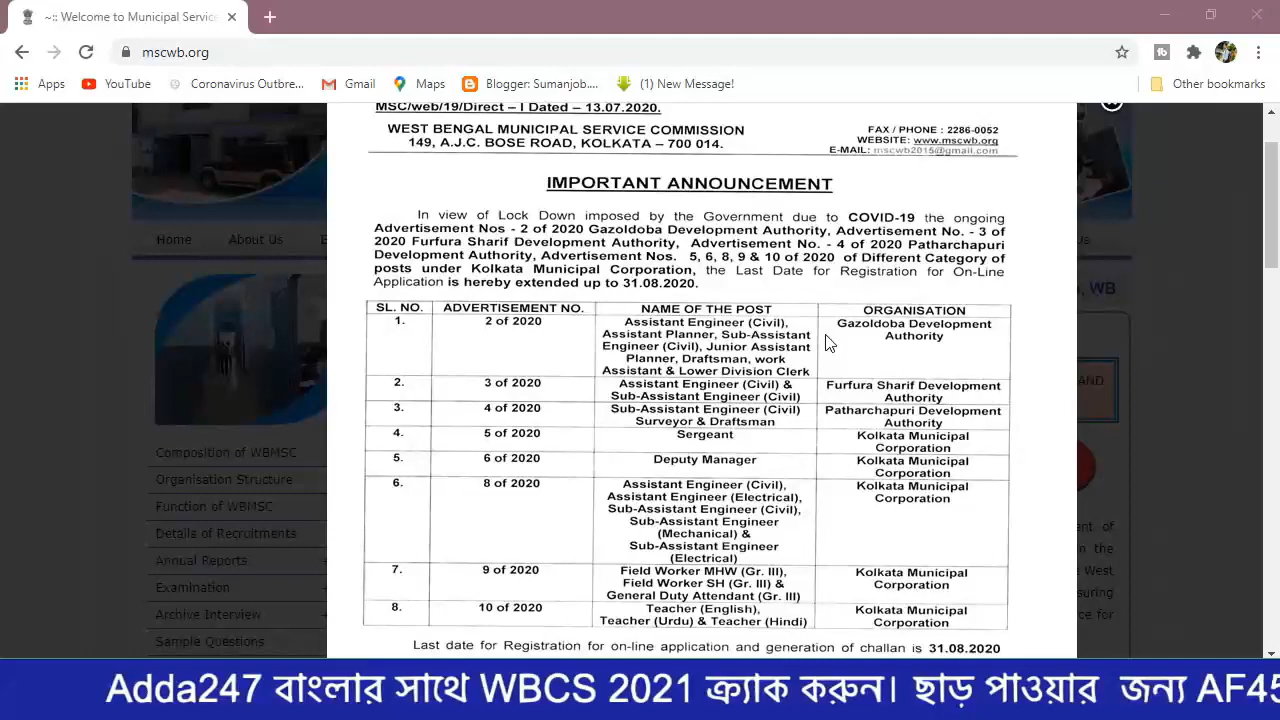 ~:: Welcome to Municipal Service
mscwb.org
Apps
YouTube
Coronavirus Outbre...
Gmail
Maps
Blogger: Sumanjob....
(1) New Message!
Other bookmarks
MSC/web/19/Direct – I Dated – 13.07.2020.
WEST BENGAL MUNICIPAL SERVICE COMMISSION
149, A.J.C. BOSE ROAD, KOLKATA – 700 014.
FAX / PHONE : 2286-0052
WEBSITE: www.mscwb.org
E-MAIL: mscwb2015@gmail.com
IMPORTANT ANNOUNCEMENT
In view of Lock Down imposed by the Government due to COVID-19 the ongoing
Advertisement Nos - 2 of 2020 Gazoldoba Development Authority, Advertisement No. - 3 of
2020 Furfura Sharif Development Authority, Advertisement No. - 4 of 2020 Patharchapuri
Development Authority, Advertisement Nos. 5, 6, 8, 9 & 10 of 2020 of Different Category of
posts under Kolkata Municipal Corporation, the Last Date for Registration for On-Line
Application is hereby extended up to 31.08.2020.
SL. NO. ADVERTISEMENT NO. NAME OF THE POST ORGANISATION
1. 2 of 2020 Assistant Engineer (Civil), Gazoldoba Development
Assistant Planner, Sub-Assistant Authority
Engineer (Civil), Junior Assistant
Planner, Draftsman, work
Assistant & Lower Division Clerk
2. 3 of 2020 Assistant Engineer (Civil) & Furfura Sharif Development
Sub-Assistant Engineer (Civil) Authority
3. 4 of 2020 Sub-Assistant Engineer (Civil) Patharchapuri Development
Surveyor & Draftsman Authority
4. 5 of 2020 Sergeant Kolkata Municipal
Corporation
5. 6 of 2020 Deputy Manager Kolkata Municipal
Corporation
6. 8 of 2020 Assistant Engineer (Civil), Kolkata Municipal
Assistant Engineer (Electrical), Corporation
Sub-Assistant Engineer (Civil),
Sub-Assistant Engineer
(Mechanical) &
Sub-Assistant Engineer
(Electrical)
7. 9 of 2020 Field Worker MHW (Gr. III), Kolkata Municipal
Field Worker SH (Gr. III) & Corporation
General Duty Attendant (Gr. III)
8. 10 of 2020 Teacher (English), Kolkata Municipal
Teacher (Urdu) & Teacher (Hindi) Corporation
Last date for Registration for on-line application and generation of challan is 31.08.2020
Home
About Us
Composition of WBMSC
Organisation Structure
Function of WBMSC
Details of Recruitments
Annual Reports
Examination
Archive Interview
Sample Questions
WB
AND
ent of
n the
West
suring
ce for
Adda247 বাংলার সাথে WBCS 2021 ক্র্যাক করুন। ছাড় পাওয়ার জন্য AF45